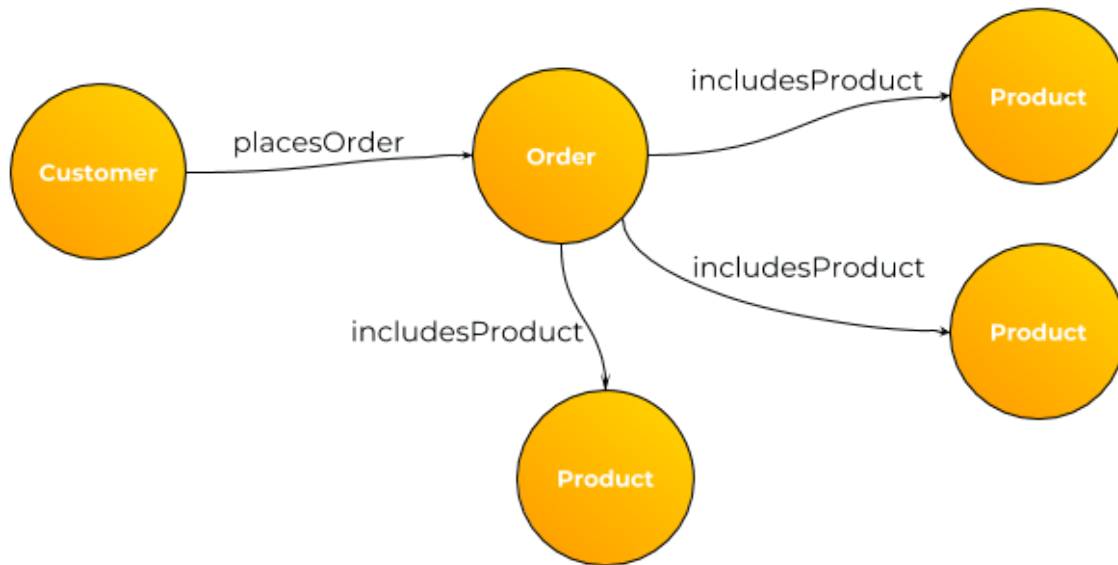 includesProduct
Product
placesOrder
Order
Customer
includesProduct
Product
includesProduct
Product